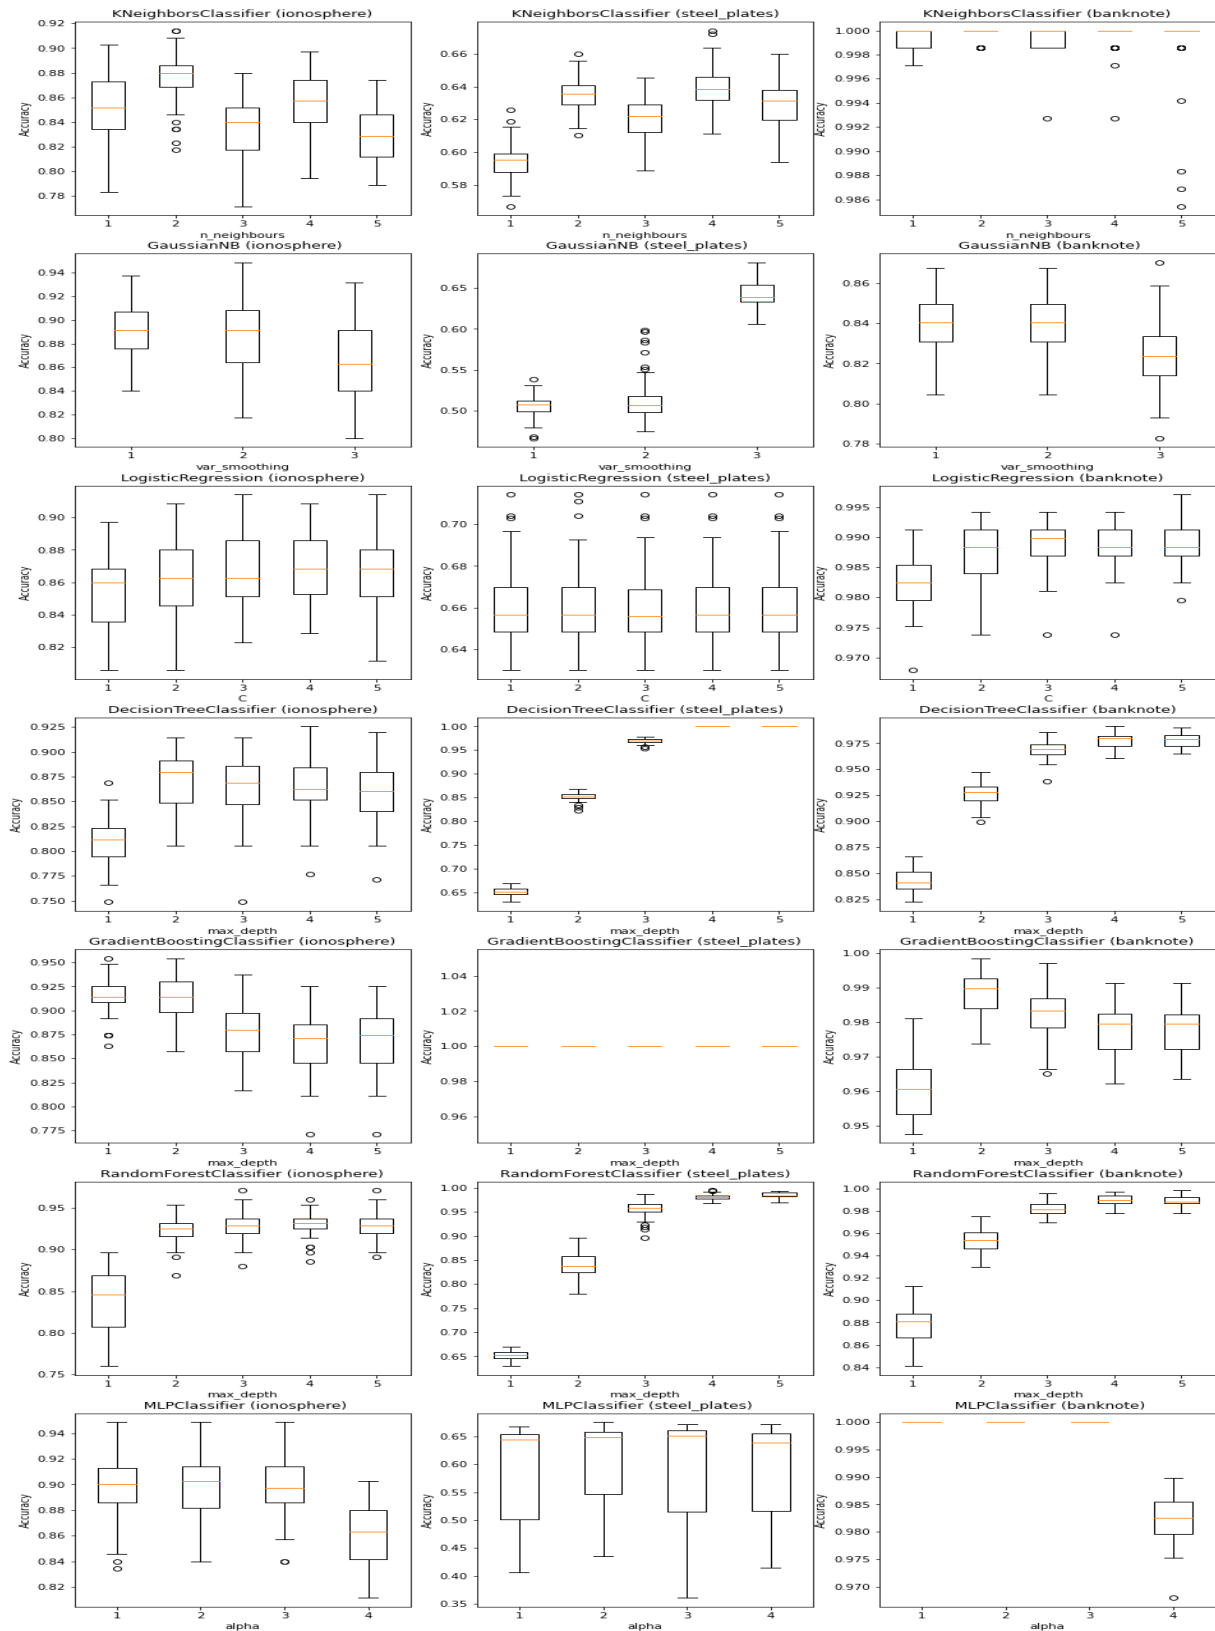 KNeighborsClassifier (ionosphere)
0.92
0.90
0.88
0.86
0.84
0.82
0.80
0.78
Accuracy
1 2 3 4 5
n_neighbours
KNeighborsClassifier (steel_plates)
0.66
0.64
0.62
0.60
0.58
Accuracy
1 2 3 4 5
n_neighbours
KNeighborsClassifier (banknote)
1.000
0.998
0.996
0.994
0.992
0.990
0.988
0.986
Accuracy
1 2 3 4 5
n_neighbours
GaussianNB (ionosphere)
0.94
0.92
0.90
0.88
0.86
0.84
0.82
0.80
Accuracy
1 2 3
var_smoothing
GaussianNB (steel_plates)
0.65
0.60
0.55
0.50
Accuracy
1 2 3
var_smoothing
GaussianNB (banknote)
0.86
0.84
0.82
0.80
0.78
Accuracy
1 2 3
var_smoothing
LogisticRegression (ionosphere)
0.90
0.88
0.86
0.84
0.82
Accuracy
1 2 3 4 5
C
LogisticRegression (steel_plates)
0.70
0.68
0.66
0.64
Accuracy
1 2 3 4 5
C
LogisticRegression (banknote)
0.995
0.990
0.985
0.980
0.975
0.970
Accuracy
1 2 3 4 5
C
DecisionTreeClassifier (ionosphere)
0.925
0.900
0.875
0.850
0.825
0.800
0.775
0.750
Accuracy
1 2 3 4 5
max_depth
DecisionTreeClassifier (steel_plates)
1.00
0.95
0.90
0.85
0.80
0.75
0.70
0.65
Accuracy
1 2 3 4 5
max_depth
DecisionTreeClassifier (banknote)
0.975
0.950
0.925
0.900
0.875
0.850
0.825
Accuracy
1 2 3 4 5
max_depth
GradientBoostingClassifier (ionosphere)
0.950
0.925
0.900
0.875
0.850
0.825
0.800
0.775
Accuracy
1 2 3 4 5
max_depth
GradientBoostingClassifier (steel_plates)
1.04
1.02
1.00
0.98
0.96
Accuracy
1 2 3 4 5
max_depth
GradientBoostingClassifier (banknote)
1.00
0.99
0.98
0.97
0.96
0.95
Accuracy
1 2 3 4 5
max_depth
RandomForestClassifier (ionosphere)
0.95
0.90
0.85
0.80
0.75
Accuracy
1 2 3 4 5
max_depth
RandomForestClassifier (steel_plates)
1.00
0.95
0.90
0.85
0.80
0.75
0.70
0.65
Accuracy
1 2 3 4 5
max_depth
RandomForestClassifier (banknote)
1.00
0.98
0.96
0.94
0.92
0.90
0.88
0.86
0.84
Accuracy
1 2 3 4 5
max_depth
MLPClassifier (ionosphere)
0.94
0.92
0.90
0.88
0.86
0.84
0.82
Accuracy
1 2 3 4
alpha
MLPClassifier (steel_plates)
0.65
0.60
0.55
0.50
0.45
0.40
0.35
Accuracy
1 2 3 4
alpha
MLPClassifier (banknote)
1.000
0.995
0.990
0.985
0.980
0.975
0.970
Accuracy
1 2 3 4
alpha